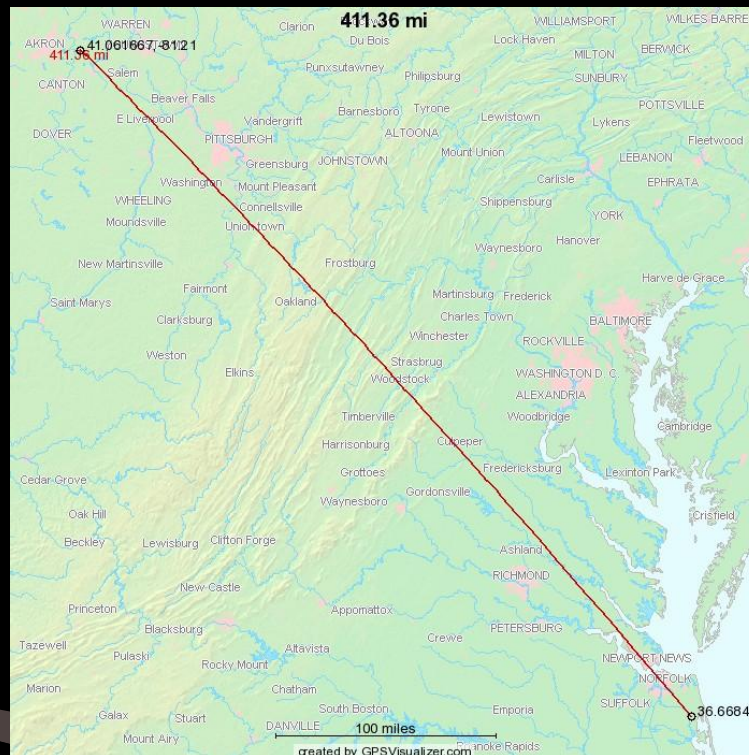 411.36 mi
WARREN
Clarion
Du Bois
WILLIAMSPORT
WILKES BARRE
AKRON
41.061667, -81.21
411.36 mi
Lock Haven
MILTON
BERWICK
Punxsutawney
Philipsburg
SUNBURY
CANTON
Salem
Beaver Falls
POTTSVILLE
DOVER
E Liverpool
Vandergrift
Barnesboro
Tyrone
Lewistown
Lykens
PITTSBURGH
ALTOONA
Fleetwood
Greensburg
JOHNSTOWN
Mount Union
LEBANON
Washington
Mount Pleasant
Carlisle
EPHRATA
WHEELING
Connellsville
Shippensburg
YORK
Moundsville
Uniontown
Waynesboro
Hanover
New Martinsville
Frostburg
Harve de Grace
Fairmont
Saint Marys
Oakland
Martinsburg
Frederick
Clarksburg
Charles Town
BALTIMORE
Winchester
ROCKVILLE
Weston
Strasbrug
Elkins
Woodstock
WASHINGTON D. C.
ALEXANDRIA
Timberville
Woodbridge
Cambridge
Harrisonburg
Culpeper
Cedar Grove
Grottoes
Fredericksburg
Lexinton Park
Waynesboro
Gordonsville
Oak Hill
Crisfield
Beckley
Lewisburg
Clifton Forge
Ashland
New Castle
RICHMOND
Princeton
Appomattox
Blacksburg
PETERSBURG
Tazewell
Altavista
Crewe
Pulaski
Rocky Mount
NEWPORT NEWS
Marion
Chatham
NORFOLK
SUFFOLK
Galax
Stuart
South Boston
Emporia
36.6684
Mount Airy
DANVILLE
100 miles
Roanoke Rapids
created by GPSVisualizer.com